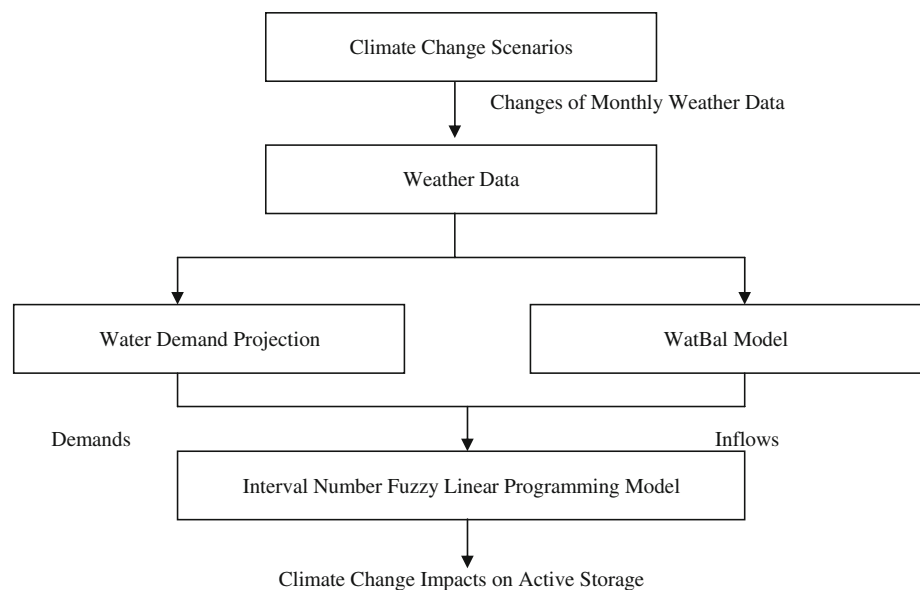 Climate Change Scenarios
Changes of Monthly Weather Data
Weather Data
Water Demand Projection
WatBal Model
Demands
Inflows
Interval Number Fuzzy Linear Programming Model
Climate Change Impacts on Active Storage